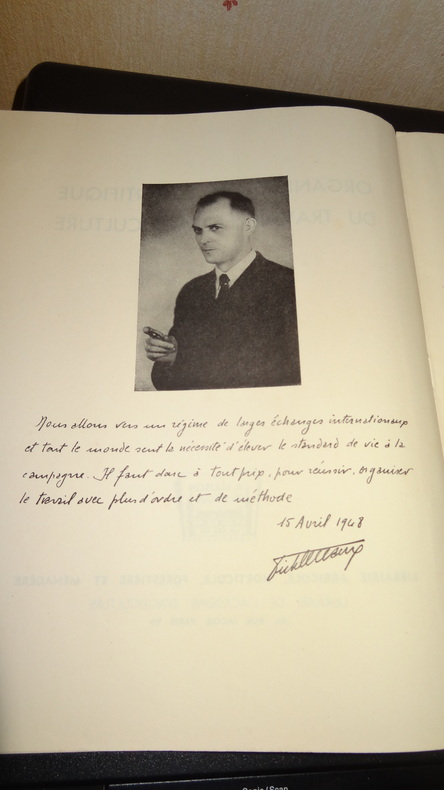 Nous allons vers un régime de larges échanges internationaux
et tout le monde sent la nécessité d'élever le standard de vie à la
campagne. Il faut donc à tout prix, pour réussir, organiser
le travail avec plus d'ordre et de méthode
15 Avril 1948
Copie/Scan